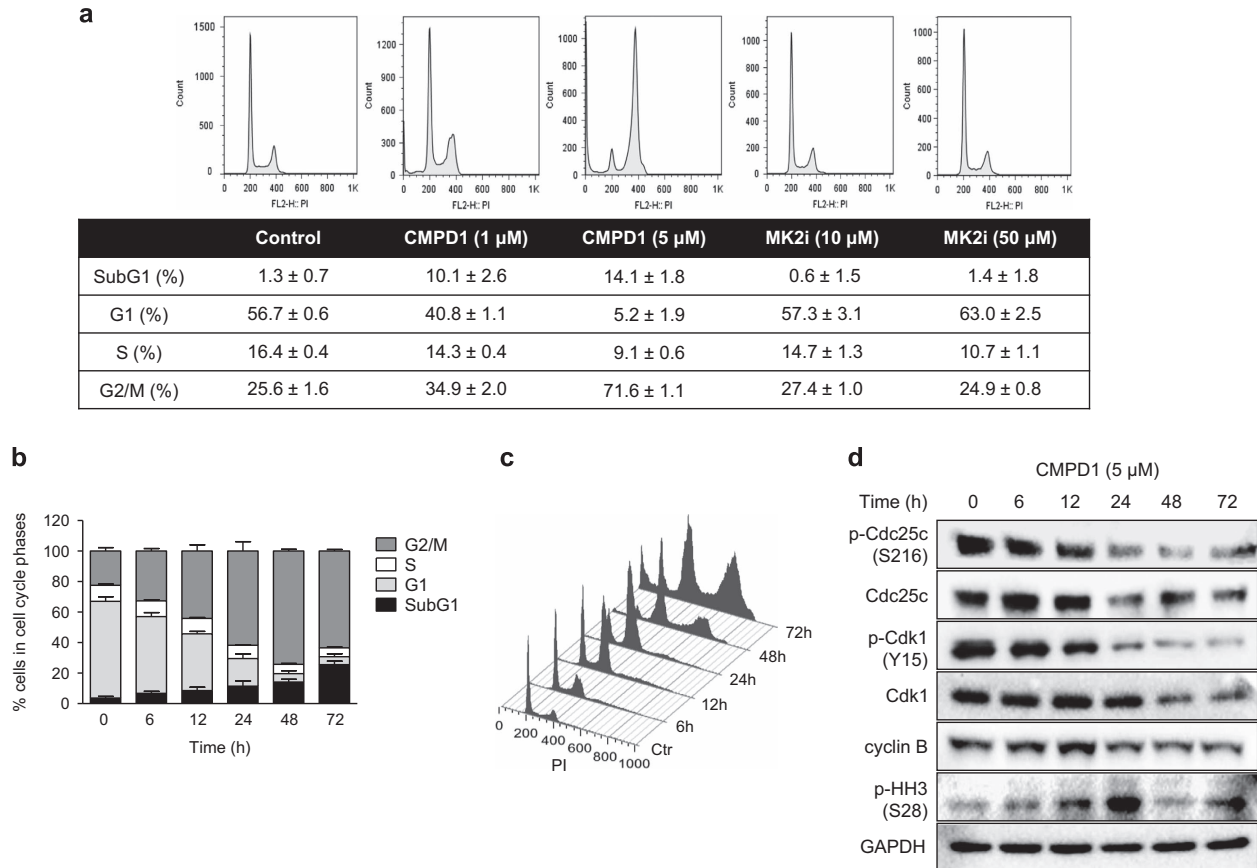 a
1500
1000
500
0
Count
0 200 400 600 800 1K
FL2-H:: PI
1200
900
600
300
0
Count
0 200 400 600 800 1K
FL2-H:: PI
1000
800
600
400
200
0
Count
0 200 400 600 800 1K
FL2-H:: PI
1000
800
600
400
200
0
Count
0 200 400 600 800 1K
FL2-H:: PI
1000
800
600
400
200
0
Count
0 200 400 600 800 1K
FL2-H:: PI
Control CMPD1 (1 µM) CMPD1 (5 µM) MK2i (10 µM) MK2i (50 µM)
SubG1 (%) 1.3 ± 0.7 10.1 ± 2.6 14.1 ± 1.8 0.6 ± 1.5 1.4 ± 1.8
G1 (%) 56.7 ± 0.6 40.8 ± 1.1 5.2 ± 1.9 57.3 ± 3.1 63.0 ± 2.5
S (%) 16.4 ± 0.4 14.3 ± 0.4 9.1 ± 0.6 14.7 ± 1.3 10.7 ± 1.1
G2/M (%) 25.6 ± 1.6 34.9 ± 2.0 71.6 ± 1.1 27.4 ± 1.0 24.9 ± 0.8
b
% cells in cell cycle phases
120
100
80
60
40
20
0
0 6 12 24 48 72
Time (h)
G2/M
S
G1
SubG1
c
72h
48h
24h
12h
6h
Ctr
0 200 400 600 800 1000
PI
d
CMPD1 (5 µM)
Time (h) 0 6 12 24 48 72
p-Cdc25c
(S216)
Cdc25c
p-Cdk1
(Y15)
Cdk1
cyclin B
p-HH3
(S28)
GAPDH